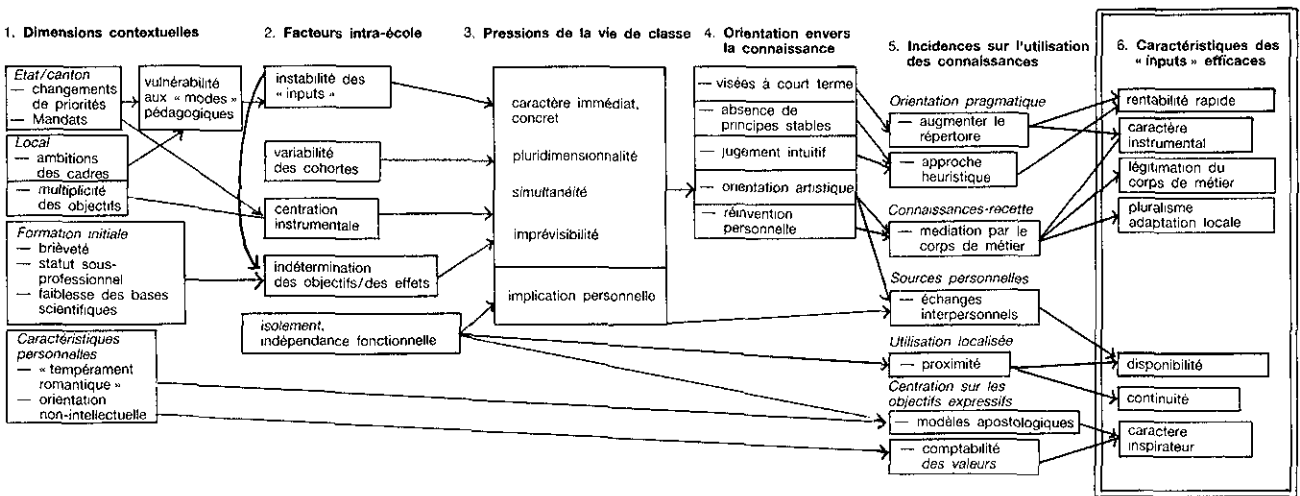 1. Dimensions contextuelles
Etat/canton
— changements
de priorités
— Mandats
Local
— ambitions
des cadres
— multiplicité
des objectifs
Formation initiale
— brièveté
— statut sous-
professionnel
— faiblesse des bases
scientifiques
Caractéristiques
personnelles
— « tempérament
romantique »
— orientation
non-intellectuelle
vulnérabilité
aux « modes »
pédagogiques
2. Facteurs intra-école
instabilité des
« inputs »
variabilité
des cohortes
centration
instrumentale
indétermination
des objectifs/des effets
isolement,
indépendance fonctionnelle
3. Pressions de la vie de classe
caractère immédiat,
concret
pluridimensionnalité
simultanéité
imprévisibilité
implication personnelle
4. Orientation envers
la connaissance
— visées à court terme
— absence de
principes stables
— jugement intuitif
— orientation artistique
— réinvention
personnelle
5. Incidences sur l'utilisation
des connaissances
Orientation pragmatique
— augmenter le
répertoire
— approche
heuristique
Connaissances-recette
— médiation par le
corps de métier
Sources personnelles
— échanges
interpersonnels
Utilisation localisée
— proximité
Centration sur les
objectifs expressifs
— modèles apostologiques
— comptabilité
des valeurs
6. Caractéristiques des
« inputs » efficaces
rentabilité rapide
caractère
instrumental
légitimation du
corps de métier
pluralisme
adaptation locale
disponibilité
continuité
caractère
inspirateur